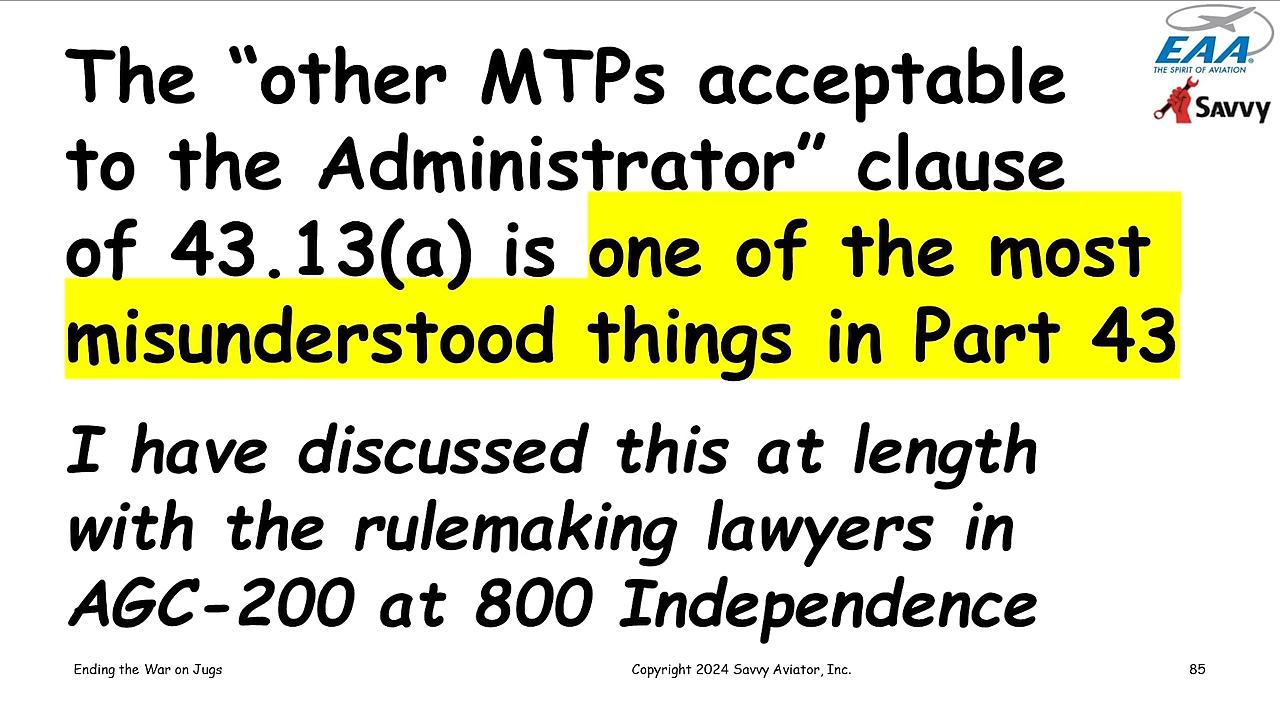 The “other MTPs acceptable
to the Administrator” clause
of 43.13(a) is one of the most
misunderstood things in Part 43
I have discussed this at length
with the rulemaking lawyers in
AGC-200 at 800 Independence
EAA®
THE SPIRIT OF AVIATION
SAVVY
Ending the War on Jugs
Copyright 2024 Savvy Aviator, Inc.
85